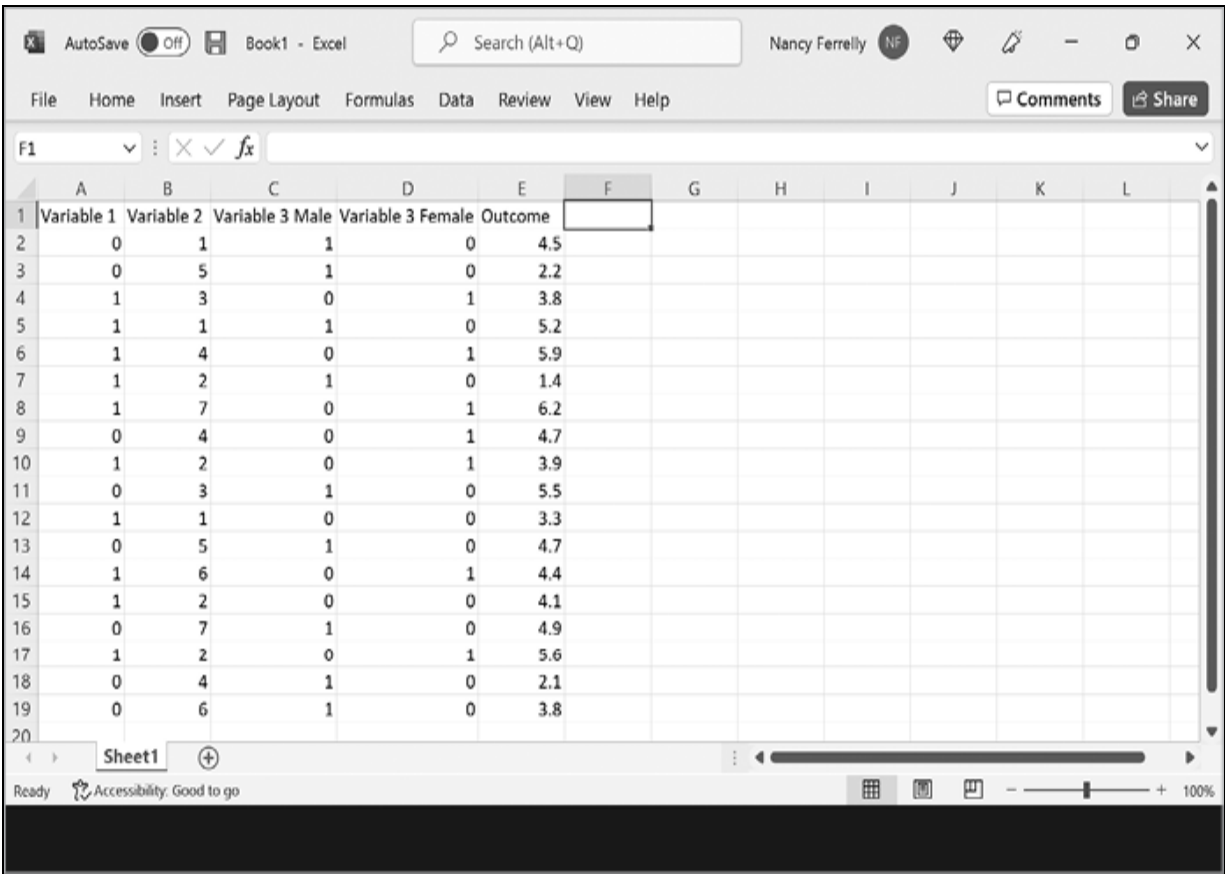 AutoSave Off Book1 - Excel Search (Alt+Q) Nancy Ferrelly NF
File Home Insert Page Layout Formulas Data Review View Help Comments Share
F1 fx
A B C D E F G H I J K L
1 Variable 1 Variable 2 Variable 3 Male Variable 3 Female Outcome
2 0 1 1 0 4.5
3 0 5 1 0 2.2
4 1 3 0 1 3.8
5 1 1 1 0 5.2
6 1 4 0 1 5.9
7 1 2 1 0 1.4
8 1 7 0 1 6.2
9 0 4 0 1 4.7
10 1 2 0 1 3.9
11 0 3 1 0 5.5
12 1 1 0 0 3.3
13 0 5 1 0 4.7
14 1 6 0 1 4.4
15 1 2 0 0 4.1
16 0 7 1 0 4.9
17 1 2 0 1 5.6
18 0 4 1 0 2.1
19 0 6 1 0 3.8
20
Sheet1
Ready Accessibility: Good to go 100%